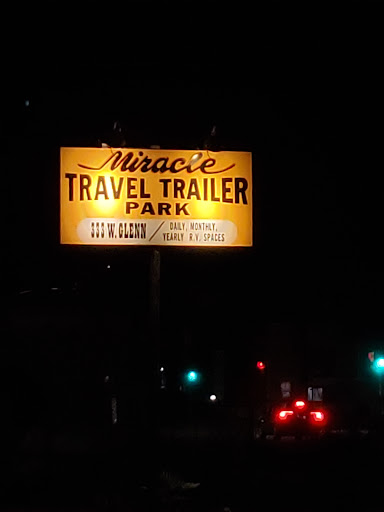 Miracle
TRAVEL TRAILER
PARK
333 W. GLENN / DAILY, MONTHLY,
YEARLY R.V. SPACES